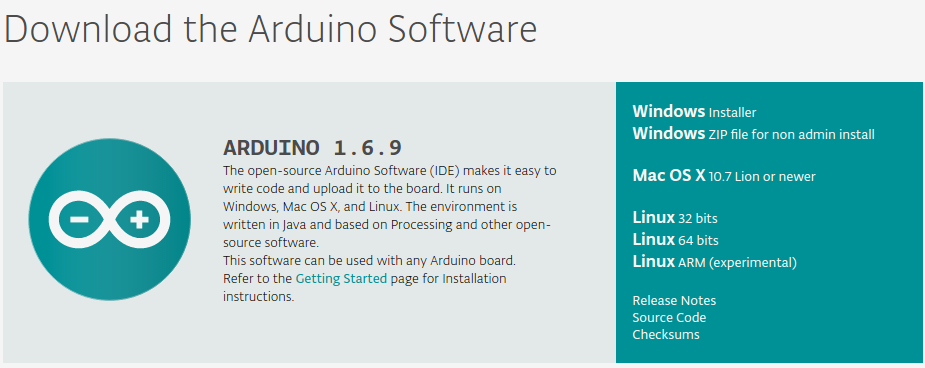 Download the Arduino Software
ARDUINO 1.6.9
The open-source Arduino Software (IDE) makes it easy to
write code and upload it to the board. It runs on
Windows, Mac OS X, and Linux. The environment is
written in Java and based on Processing and other open-
source software.
This software can be used with any Arduino board.
Refer to the Getting Started page for Installation
instructions.
Windows Installer
Windows ZIP file for non admin install
Mac OS X 10.7 Lion or newer
Linux 32 bits
Linux 64 bits
Linux ARM (experimental)
Release Notes
Source Code
Checksums